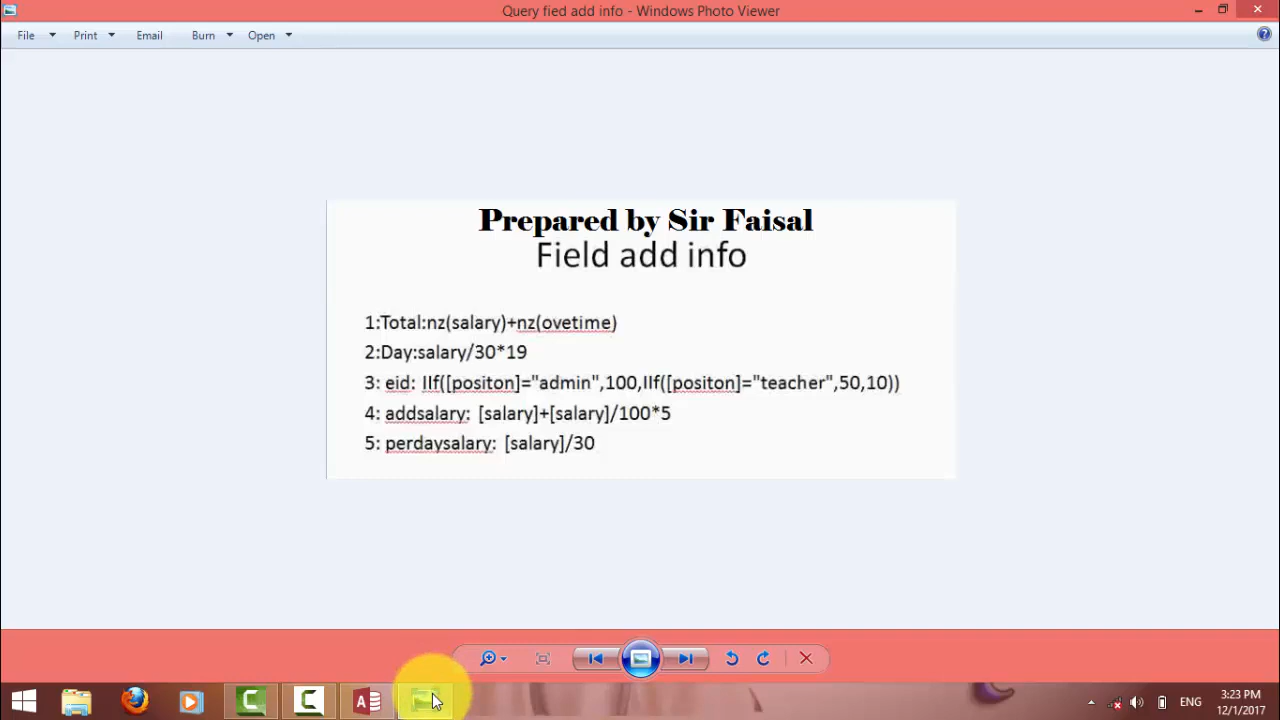 Query fied add info - Windows Photo Viewer
File Print Email Burn Open
Prepared by Sir Faisal
Field add info
1:Total:nz(salary)+nz(ovetime)
2:Day:salary/30*19
3: eid: IIf([positon]="admin",100,IIf([positon]="teacher",50,10))
4: addsalary: [salary]+[salary]/100*5
5: perdaysalary: [salary]/30
ENG
3:23 PM
12/1/2017